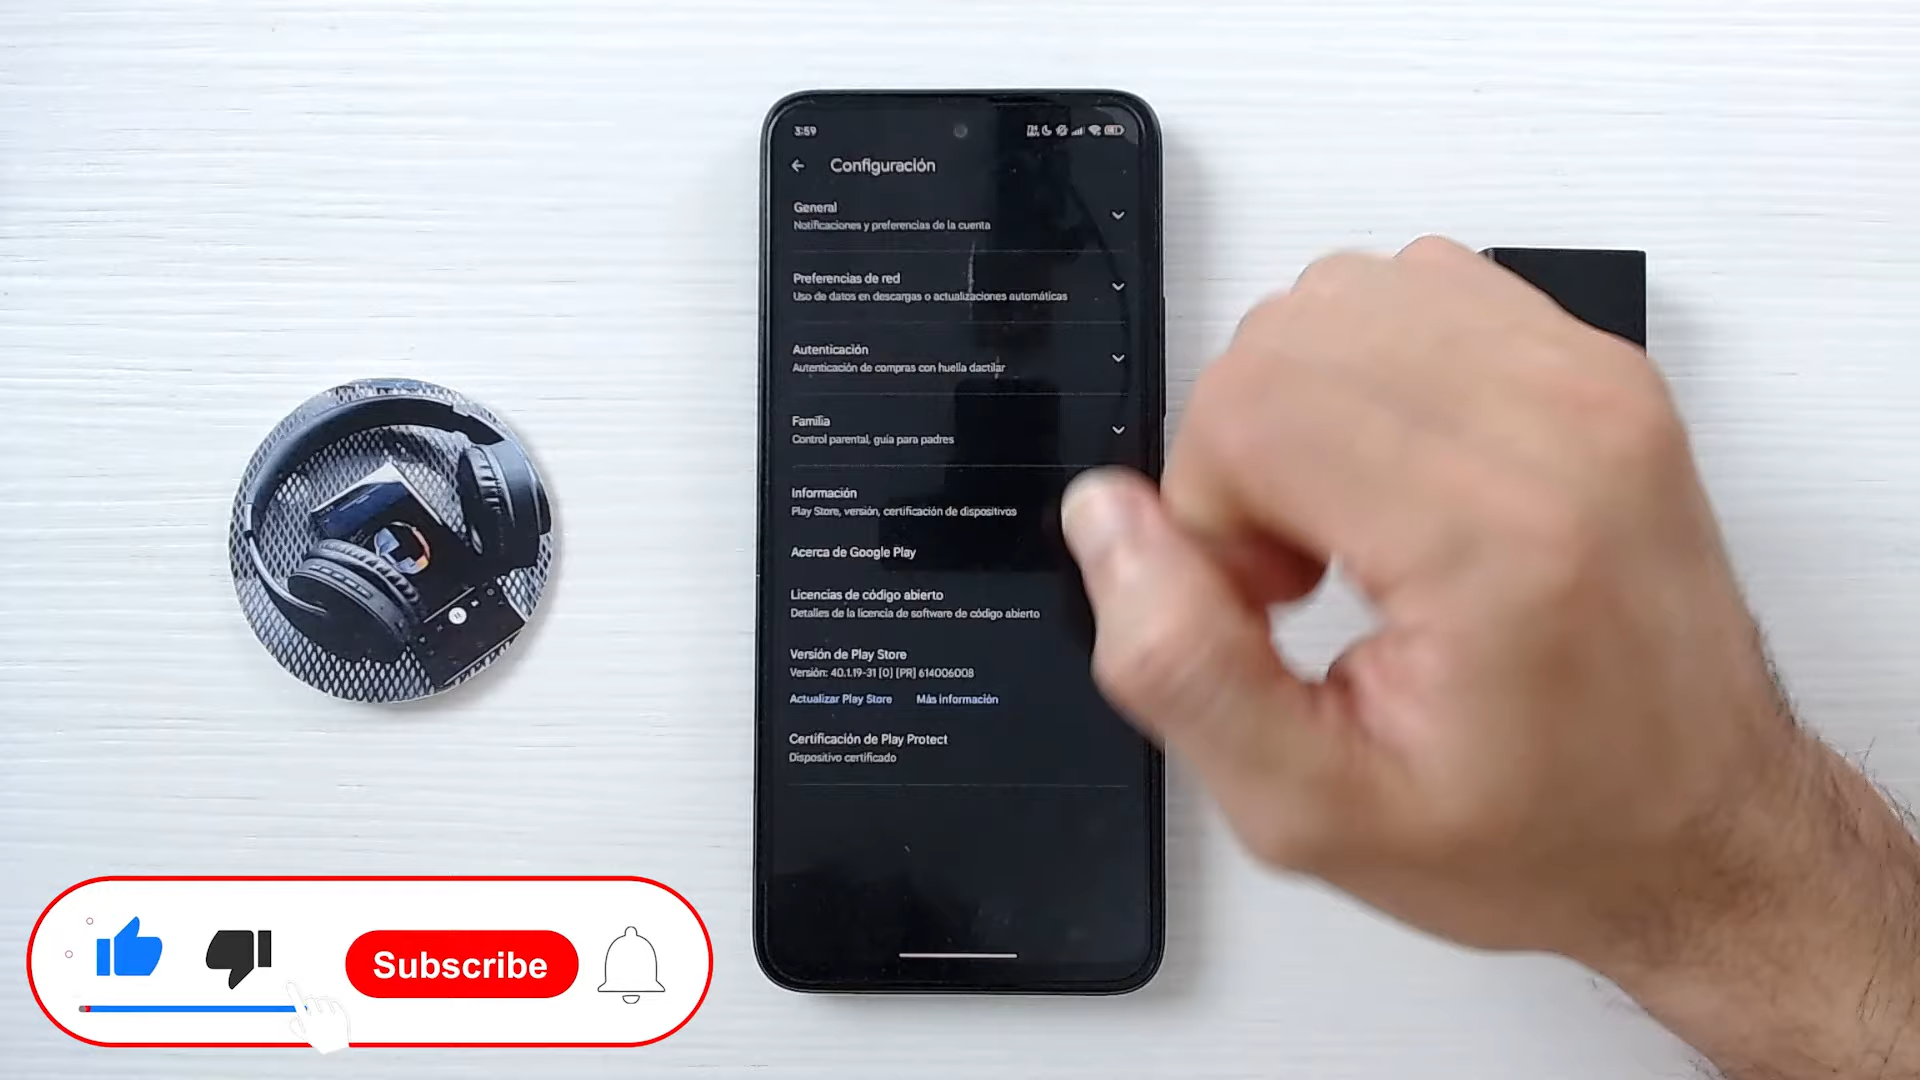 3:59
Configuración
General
Notificaciones y preferencias de la cuenta
Preferencias de red
Uso de datos en descargas o actualizaciones automáticas
Autenticación
Autenticación de compras con huella dactilar
Familia
Control parental, guía para padres
Información
Play Store, versión, certificación de dispositivos
Acerca de Google Play
Licencias de código abierto
Detalles de la licencia de software de código abierto
Versión de Play Store
Versión: 40.1.19-31 [0] [PR] 614006008
Actualizar Play Store Más información
Certificación de Play Protect
Dispositivo certificado
Subscribe